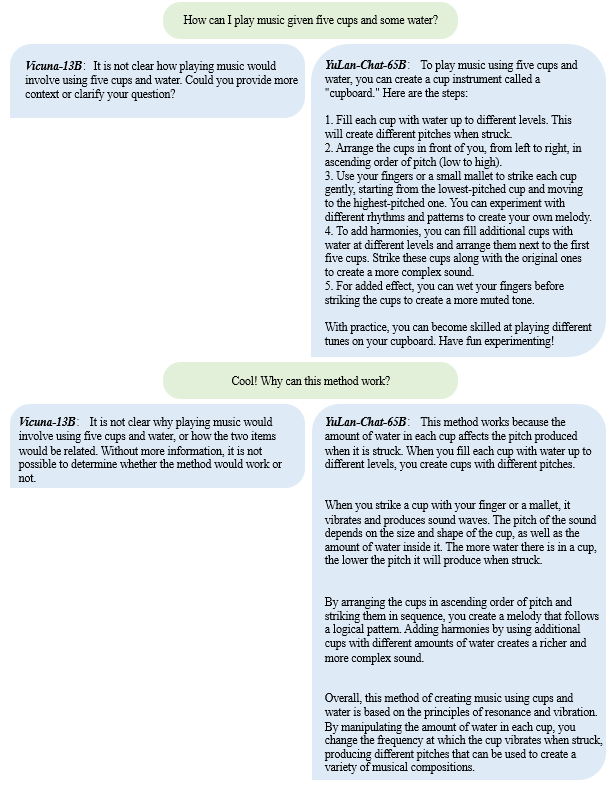 How can I play music given five cups and some water?
Vicuna-13B: It is not clear how playing music would
involve using five cups and water. Could you provide more
context or clarify your question?
YuLan-Chat-65B: To play music using five cups and
water, you can create a cup instrument called a
"cupboard." Here are the steps:
1. Fill each cup with water up to different levels. This
will create different pitches when struck.
2. Arrange the cups in front of you, from left to right, in
ascending order of pitch (low to high).
3. Use your fingers or a small mallet to strike each cup
gently, starting from the lowest-pitched cup and moving
to the highest-pitched one. You can experiment with
different rhythms and patterns to create your own melody.
4. To add harmonies, you can fill additional cups with
water at different levels and arrange them next to the first
five cups. Strike these cups along with the original ones
to create a more complex sound.
5. For added effect, you can wet your fingers before
striking the cups to create a more muted tone.
With practice, you can become skilled at playing different
tunes on your cupboard. Have fun experimenting!
Cool! Why can this method work?
Vicuna-13B: It is not clear why playing music would
involve using five cups and water, or how the two items
would be related. Without more information, it is not
possible to determine whether the method would work or
not.
YuLan-Chat-65B: This method works because the
amount of water in each cup affects the pitch produced
when it is struck. When you fill each cup with water up to
different levels, you create cups with different pitches.
When you strike a cup with your finger or a mallet, it
vibrates and produces sound waves. The pitch of the sound
depends on the size and shape of the cup, as well as the
amount of water inside it. The more water there is in a cup,
the lower the pitch it will produce when struck.
By arranging the cups in ascending order of pitch and
striking them in sequence, you create a melody that follows
a logical pattern. Adding harmonies by using additional
cups with different amounts of water creates a richer and
more complex sound.
Overall, this method of creating music using cups and
water is based on the principles of resonance and vibration.
By manipulating the amount of water in each cup, you
change the frequency at which the cup vibrates when struck,
producing different pitches that can be used to create a
variety of musical compositions.